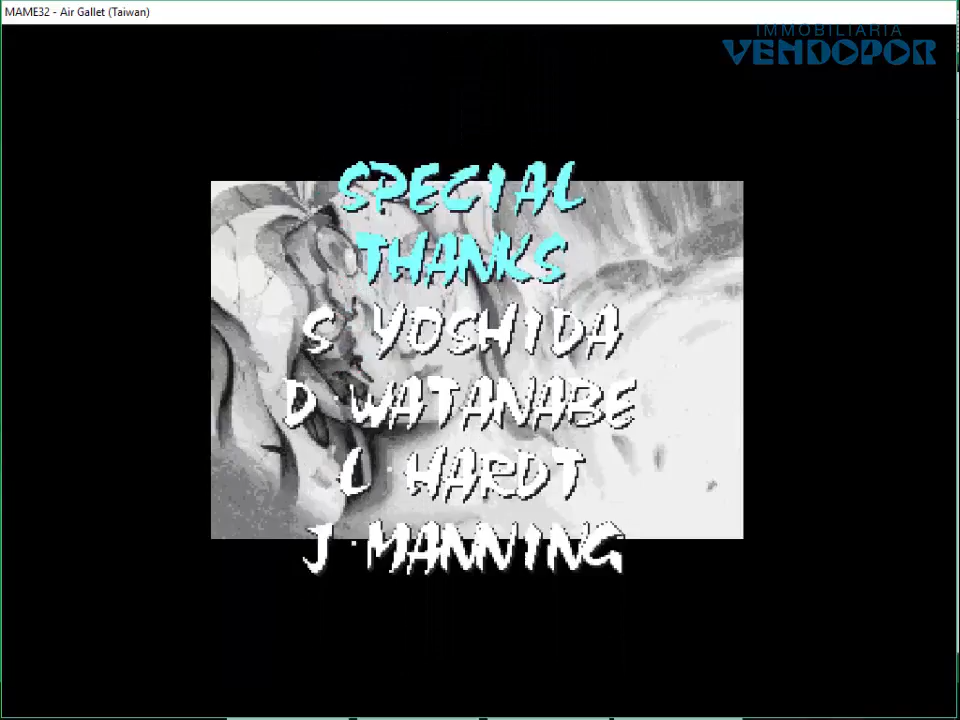 MAME32 - Air Gallet (Taiwan)
IMMOBILIARIA
VENDOPOR
SPECIAL
THANKS
S.YOSHIDA
D.WATANABE
L.HARDT
J.MANNING